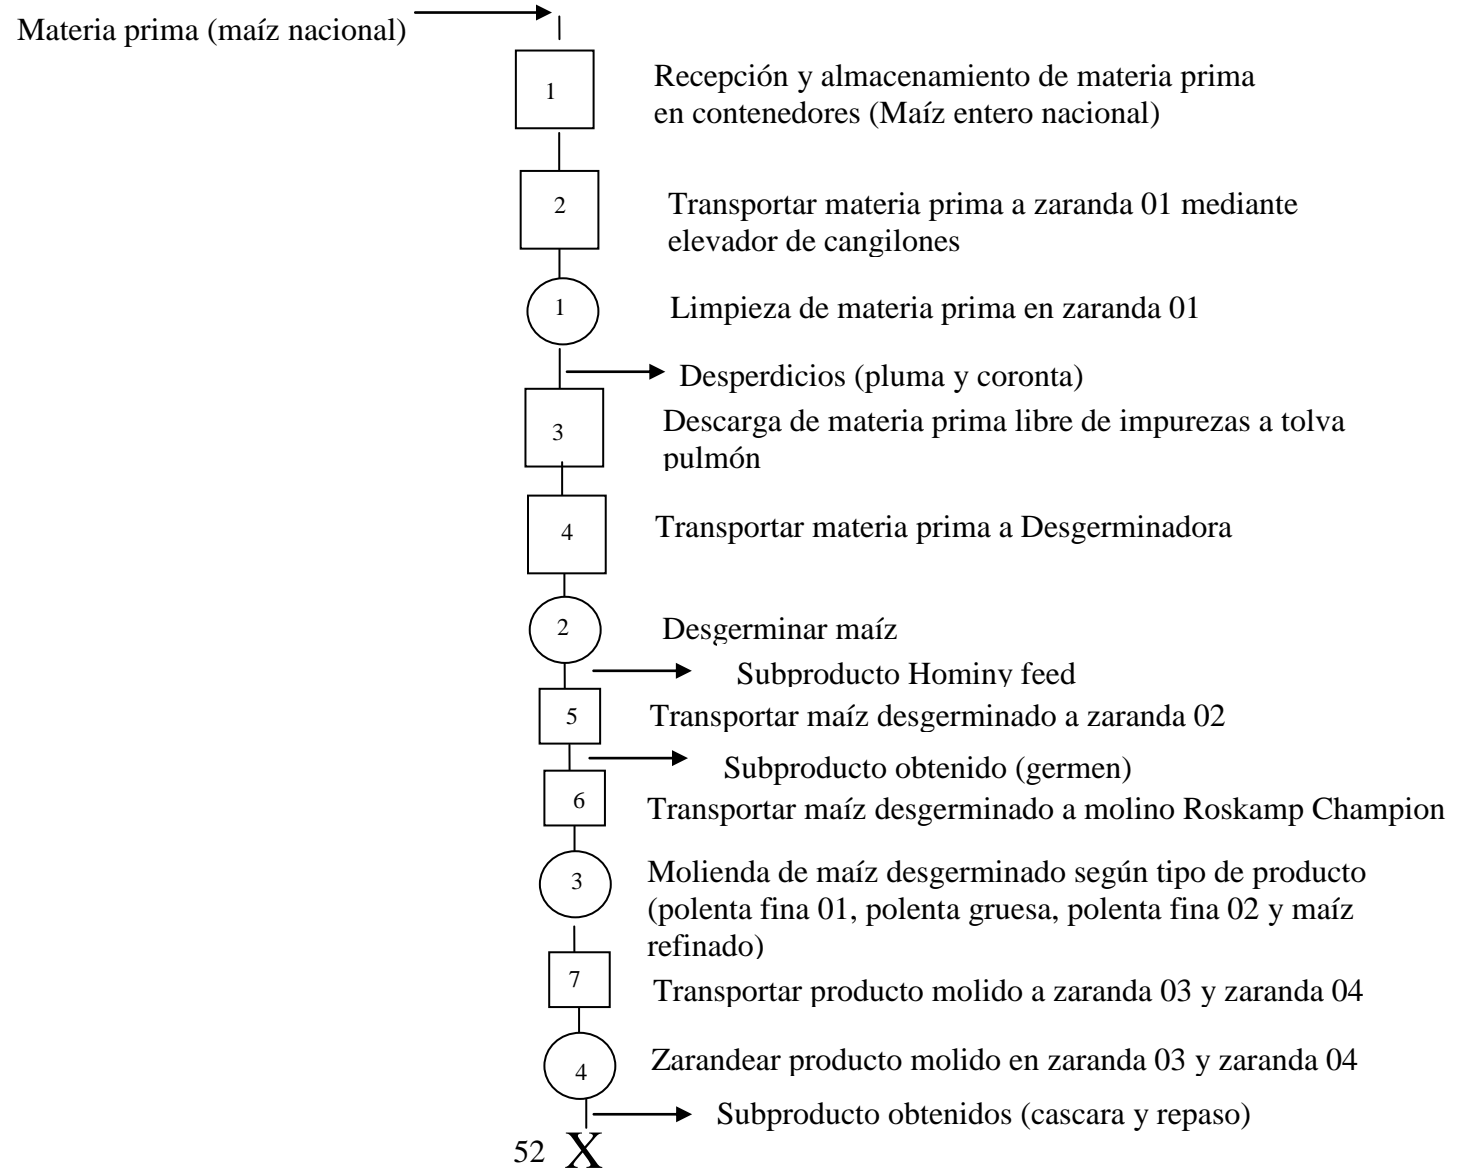 Materia prima (maíz nacional)
1
Recepción y almacenamiento de materia prima
en contenedores (Maíz entero nacional)
2
Transportar materia prima a zaranda 01 mediante
elevador de cangilones
1
Limpieza de materia prima en zaranda 01
Desperdicios (pluma y coronta)
3
Descarga de materia prima libre de impurezas a tolva
pulmón
4
Transportar materia prima a Desgerminadora
2
Desgerminar maíz
Subproducto Hominy feed
5
Transportar maíz desgerminado a zaranda 02
Subproducto obtenido (germen)
6
Transportar maíz desgerminado a molino Roskamp Champion
3
Molienda de maíz desgerminado según tipo de producto
(polenta fina 01, polenta gruesa, polenta fina 02 y maíz
refinado)
7
Transportar producto molido a zaranda 03 y zaranda 04
4
Zarandear producto molido en zaranda 03 y zaranda 04
Subproducto obtenidos (cascara y repaso)
52 X